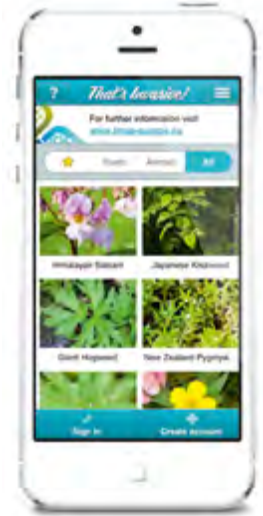 ?
That's Invasive!
For further information visit
Plants Animals All
Himalayan Balsam Japanese Knotweed
Giant Hogweed New Zealand Pygmyw
Sign in Create account